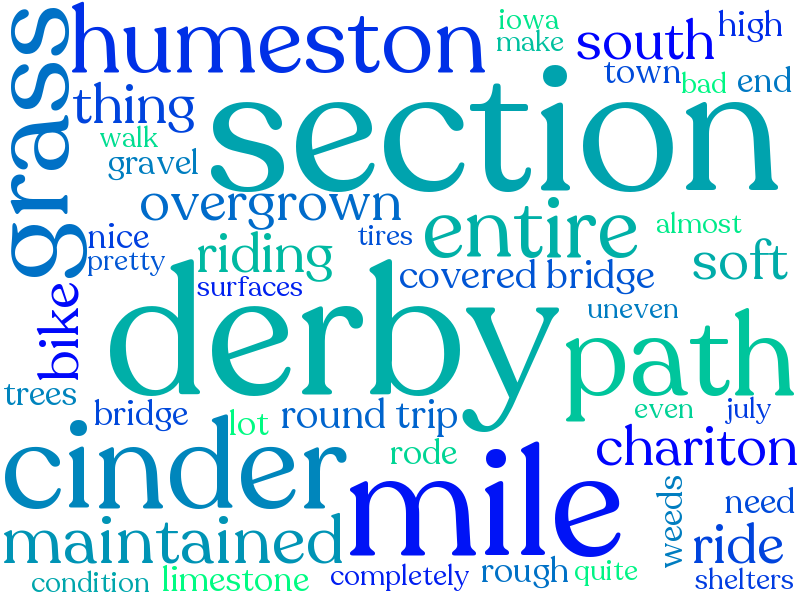 iowa
make
high
humeston
south
town
bad
end
grass
thing
section
walk
gravel
overgrown
entire
almost
nice
pretty
riding
tires
soft
surfaces
covered bridge
bike
derby
uneven
path
trees
bridge
lot
round trip
even
july
cinder
rode
chariton
mile
weeds
need
maintained
ride
condition
limestone
completely
rough
quite
shelters